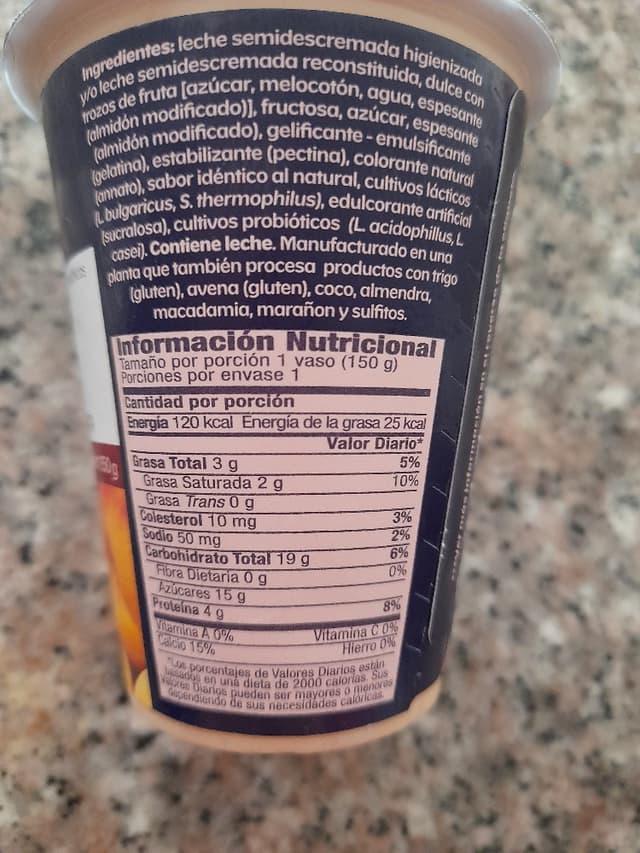 Ingredientes: leche semidescremada higienizada
y/o leche semidescremada reconstituida, dulce con
trozos de fruta [azúcar, melocotón, agua, espesante
(almidón modificado)], fructosa, azúcar, espesante
(almidón modificado), gelificante - emulsificante
(gelatina), estabilizante (pectina), colorante natural
(annato), sabor idéntico al natural, cultivos lácticos
(L. bulgaricus, S. thermophilus), edulcorante artificial
(sucralosa), cultivos probióticos (L. acidophillus, L.
casei). Contiene leche. Manufacturado en una
planta que también procesa productos con trigo
(gluten), avena (gluten), coco, almendra,
macadamia, marañon y sulfitos.
Información Nutricional
Tamaño por porción 1 vaso (150 g)
Porciones por envase 1
Cantidad por porción
Energía 120 kcal Energía de la grasa 25 kcal
Valor Diario*
Grasa Total 3 g 5%
Grasa Saturada 2 g 10%
Grasa Trans 0 g
Colesterol 10 mg 3%
Sodio 50 mg 2%
Carbohidrato Total 19 g 6%
Fibra Dietaria 0 g 0%
Azúcares 15 g
Proteína 4 g 8%
Vitamina A 0% Vitamina C 0%
Calcio 15% Hierro 0%
*Los porcentajes de Valores Diarios están
basados en una dieta de 2000 calorías. Sus
valores Diarios pueden ser mayores o menores
dependiendo de sus necesidades calóricas.
150g